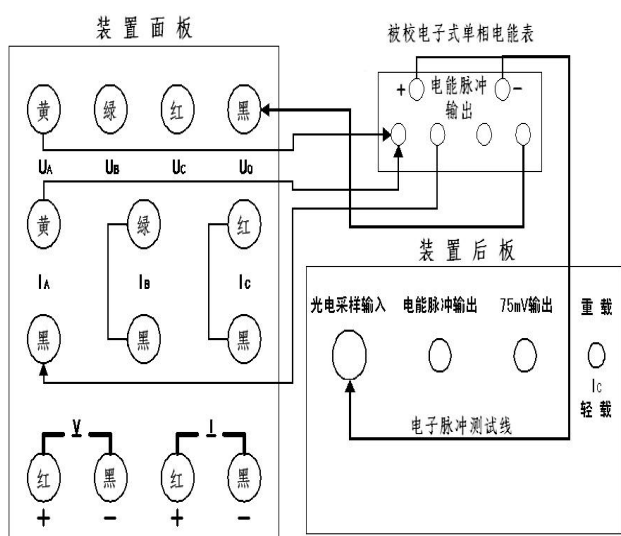 装置面板
被校电子式单相电能表
黄 绿 红 黑
+ 电能脉冲 -
输出
UA UB UC UO
黄 绿 红
装置后板
IA IB IC
光电采样输入 电能脉冲输出 75mV输出 重载
黑 黑 黑
IC
轻载
电子脉冲测试线
V I
红 黑 红 黑
+ - + -